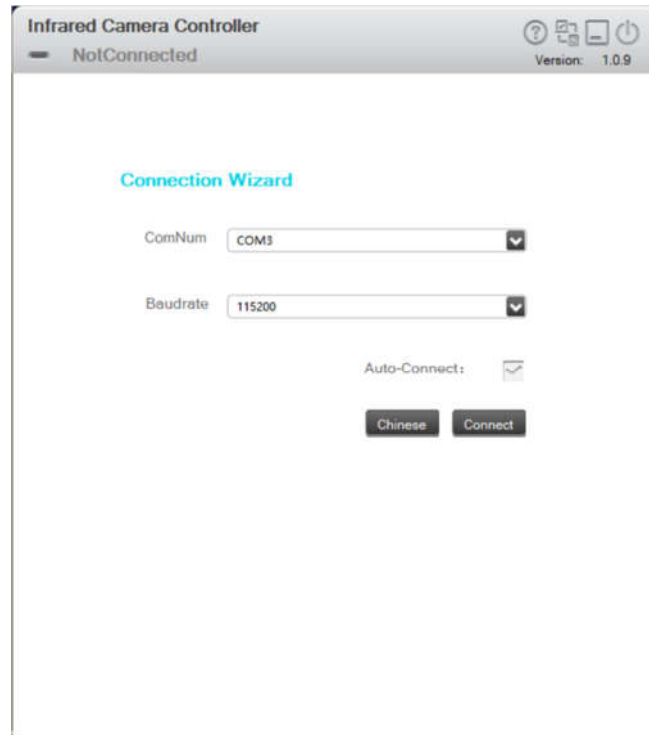 Infrared Camera Controller
NotConnected
Version: 1.0.9
Connection Wizard
ComNum COM3
Baudrate 115200
Auto-Connect:
Chinese Connect